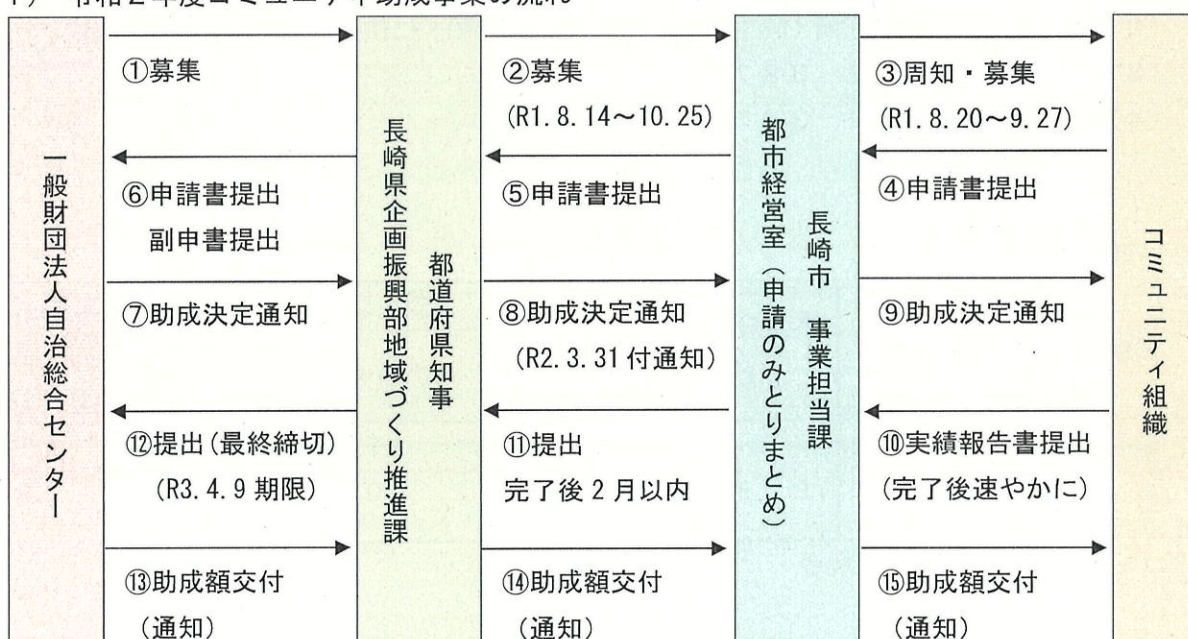 令和2年度コミュニティ助成事業の流れ
一般財団法人自治総合センター
①募集
⑥申請書提出
副申書提出
⑦助成決定通知
⑫提出(最終締切)
(R3.4.9期限)
⑬助成額交付
(通知)
都道府県知事
長崎県企画振興部地域づくり推進課
②募集
(R1.8.14～10.25)
⑤申請書提出
⑧助成決定通知
(R2.3.31付通知)
⑪提出
完了後2月以内
⑭助成額交付
(通知)
長崎市 事業担当課
都市経営室(申請のみとりまとめ)
③周知・募集
(R1.8.20～9.27)
④申請書提出
⑨助成決定通知
⑩実績報告書提出
(完了後速やかに)
⑮助成額交付
(通知)
コミュニティ組織